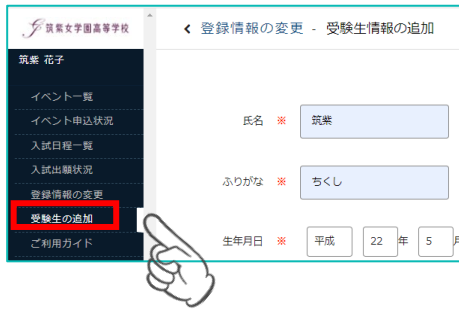 筑紫女学園高等学校
筑紫 花子
イベント一覧
イベント申込状況
入試日程一覧
入試出願状況
登録情報の変更
受験生の追加
ご利用ガイド
登録情報の変更 - 受験生情報の追加
氏名 ※ 筑紫
ふりがな ※ ちくし
生年月日 ※ 平成 22 年 5 月